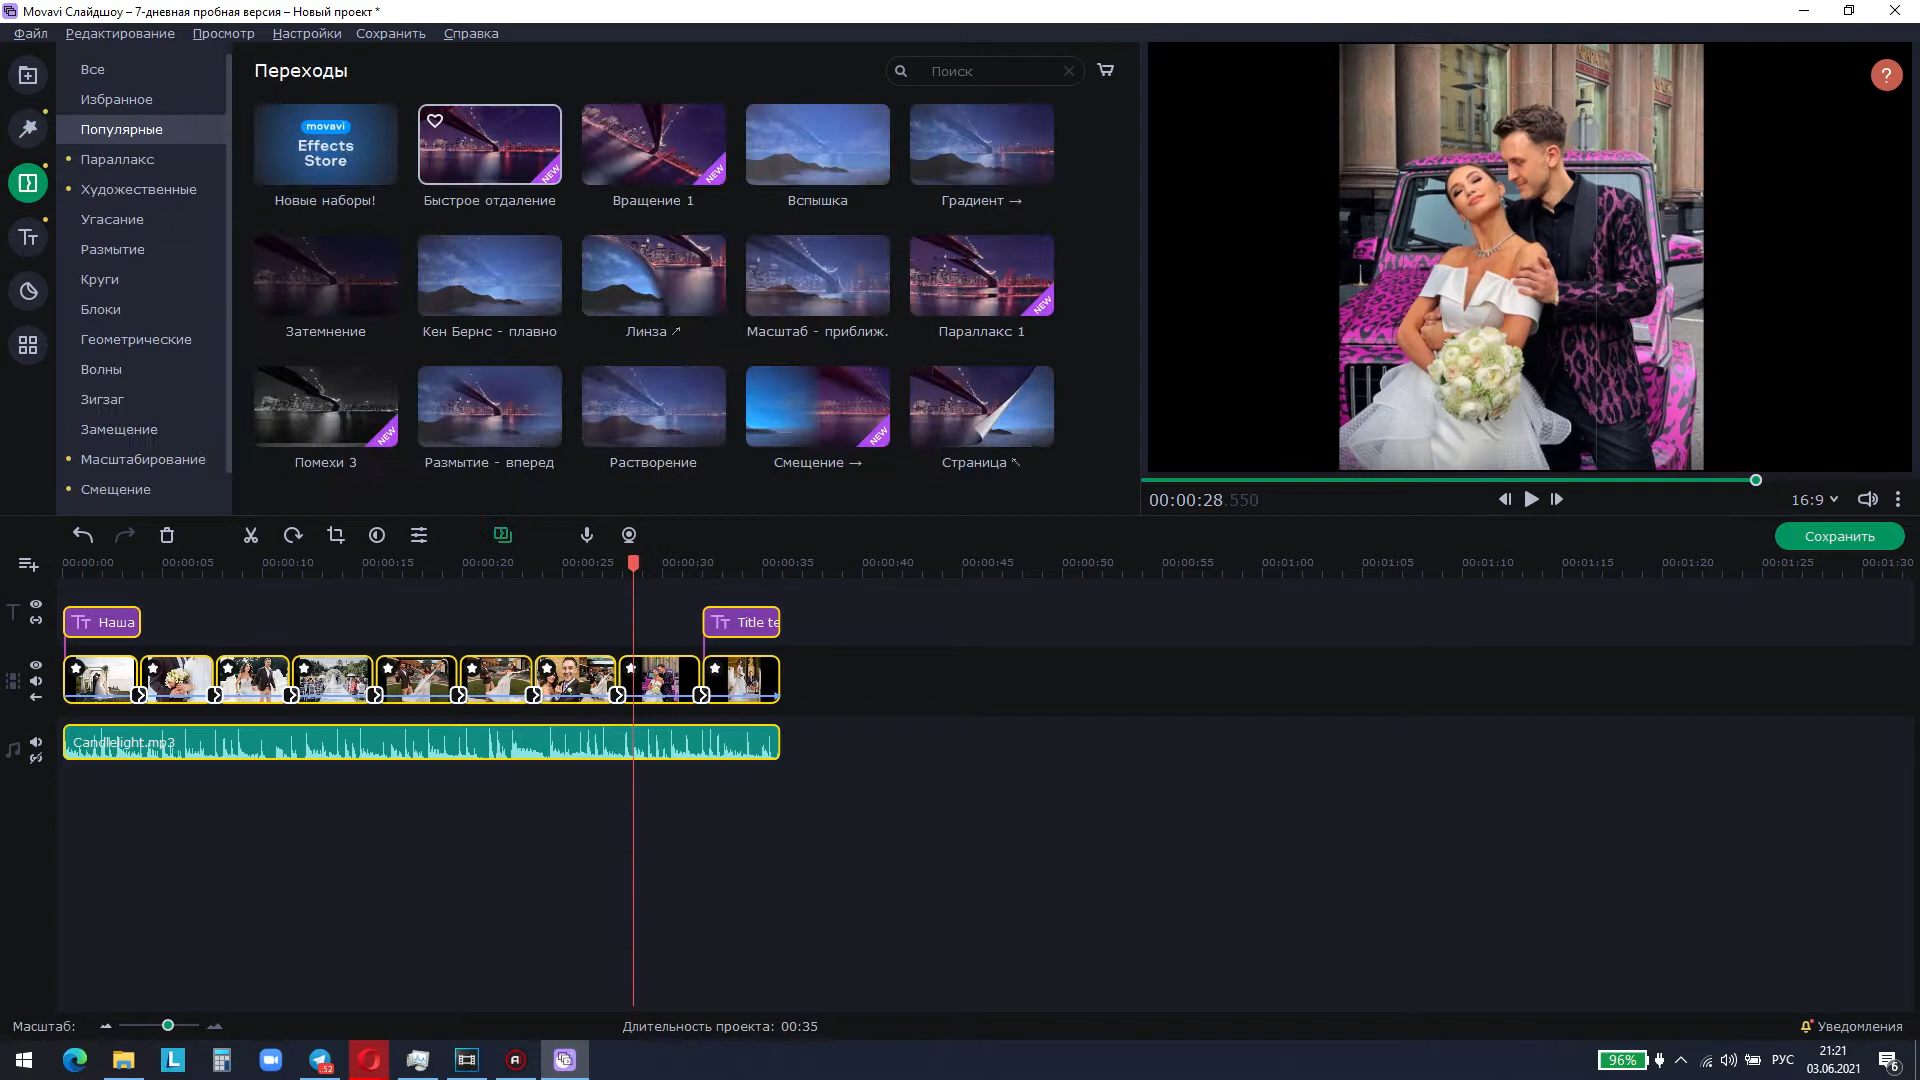 Movavi Слайдшоу – 7-дневная пробная версия – Новый проект *
Файл Редактирование Просмотр Настройки Сохранить Справка
Все
Избранное
Популярные
Параллакс
Художественные
Угасание
Размытие
Круги
Блоки
Геометрические
Волны
Зигзаг
Замещение
Масштабирование
Смещение
Переходы
Поиск
movavi
Effects
Store
NEW
NEW
Новые наборы! Быстрое отдаление Вращение 1 Вспышка Градиент →
NEW
Затемнение Кен Бернс - плавно Линза ↗ Масштаб - приближ. Параллакс 1
NEW
NEW
Помехи 3 Размытие - вперед Растворение Смещение → Страница ↖
?
00:00:28.550
16:9
Сохранить
00:00:00 00:00:05 00:00:10 00:00:15 00:00:20 00:00:25 00:00:30 00:00:35 00:00:40 00:00:45 00:00:50 00:00:55 00:01:00 00:01:05 00:01:10 00:01:15 00:01:20 00:01:25 00:01:30
Наша
Title te
Candlelight.mp3
Масштаб:
Длительность проекта: 00:35
Уведомления
52
96%
РУС
21:21
03.06.2021
6